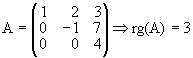 A = ( 1 2 3
0 −1 7
0 0 4 ) ⇒ rg(A) = 3